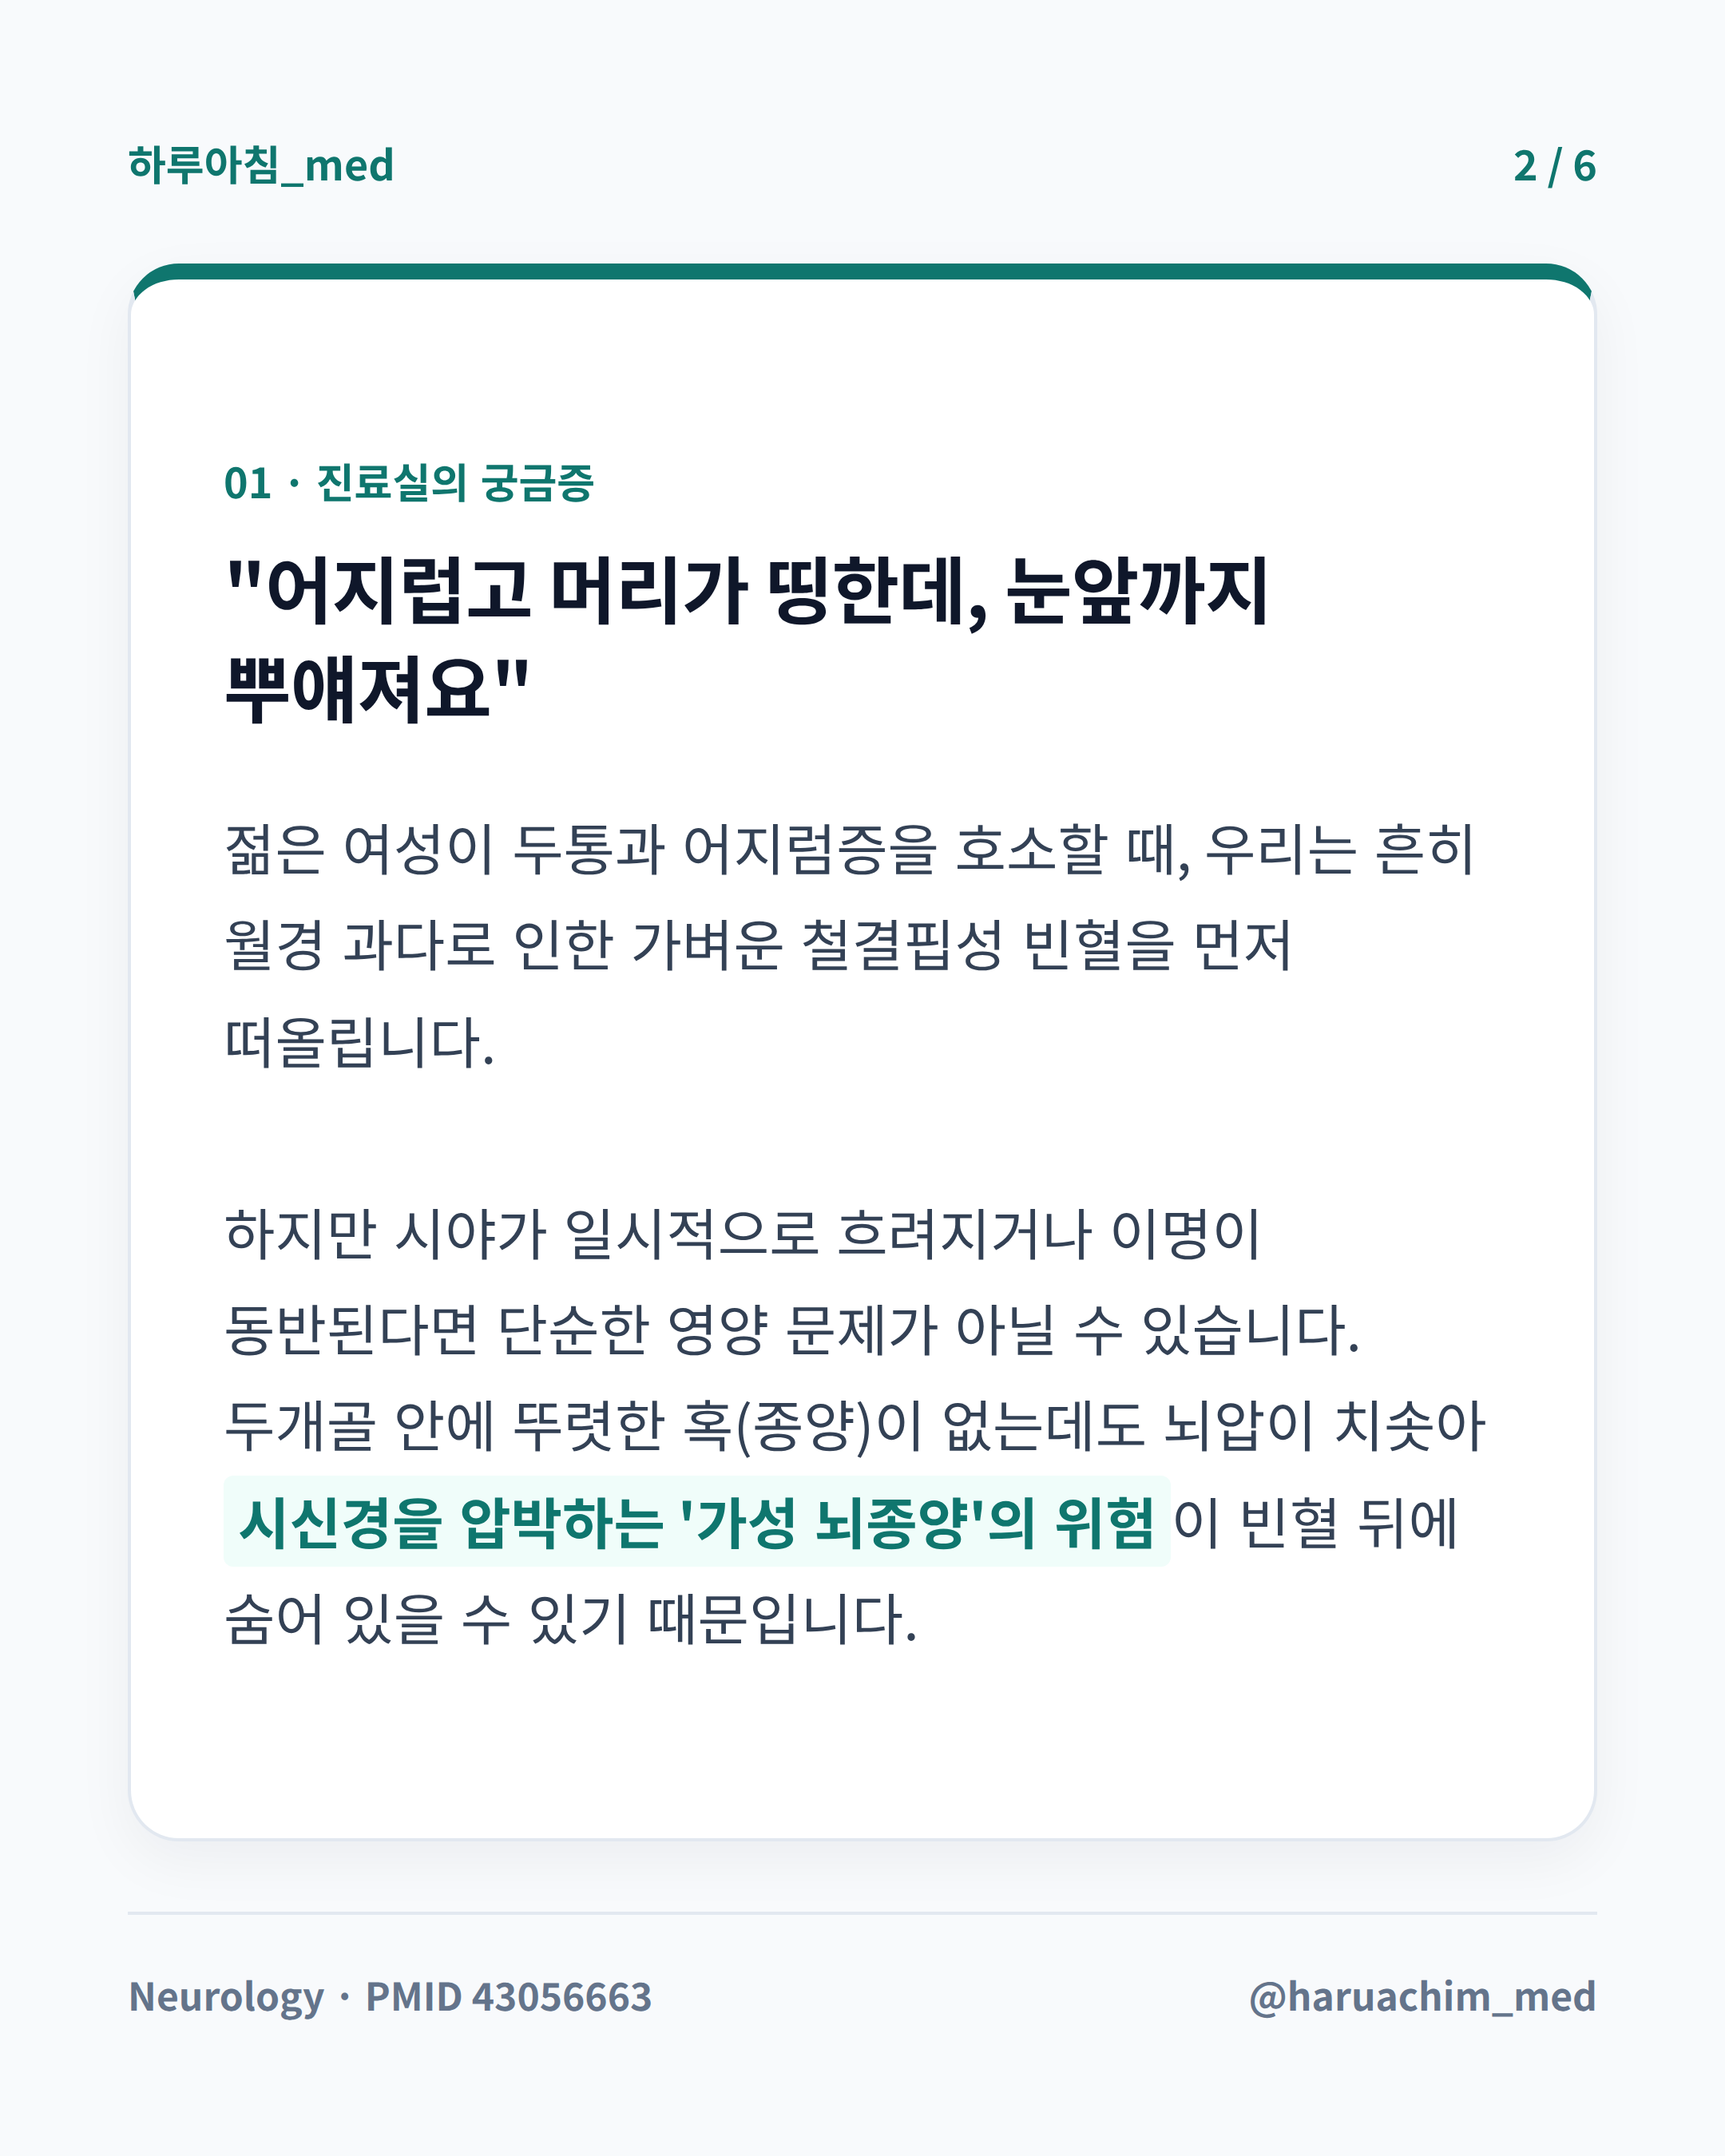 하루아침_med
2 / 6
01 · 진료실의 궁금증
"어지럽고 머리가 띵한데, 눈앞까지
뿌얘져요"
젊은 여성이 두통과 어지럼증을 호소할 때, 우리는 흔히
월경 과다로 인한 가벼운 철결핍성 빈혈을 먼저
떠올립니다.
하지만 시야가 일시적으로 흐려지거나 이명이
동반된다면 단순한 영양 문제가 아닐 수 있습니다.
두개골 안에 뚜렷한 혹(종양)이 없는데도 뇌압이 치솟아
시신경을 압박하는 '가성 뇌종양'의 위험이 빈혈 뒤에
숨어 있을 수 있기 때문입니다.
Neurology · PMID 43056663
@haruachim_med